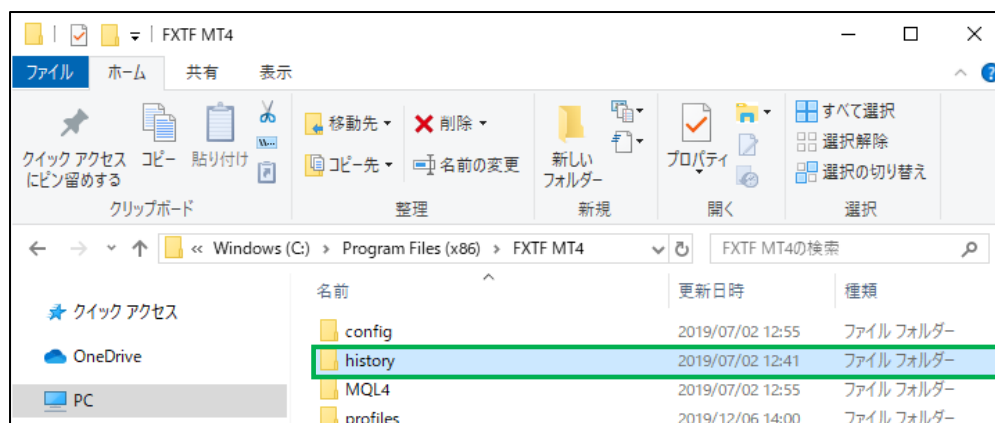 FXTF MT4
ファイル ホーム 共有 表示
クイック アクセス
にピン留めする
コピー
貼り付け
W...
クリップボード
移動先
コピー先
削除
名前の変更
整理
新しい
フォルダー
新規
プロパティ
開く
すべて選択
選択解除
選択の切り替え
選択
« Windows (C:) › Program Files (x86) › FXTF MT4
FXTF MT4の検索
クイック アクセス
OneDrive
PC
名前 更新日時 種類
config 2019/07/02 12:55 ファイル フォルダー
history 2019/07/02 12:41 ファイル フォルダー
MQL4 2019/07/02 12:55 ファイル フォルダー
profiles 2019/12/06 14:00 ファイル フォルダー